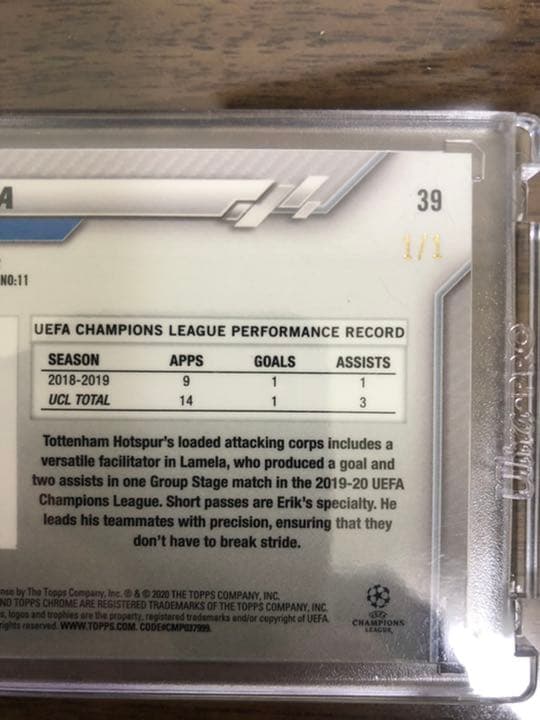 A
39
1/1
NO:11
UEFA CHAMPIONS LEAGUE PERFORMANCE RECORD
SEASON APPS GOALS ASSISTS
2018-2019 9 1 1
UCL TOTAL 14 1 3
Tottenham Hotspur's loaded attacking corps includes a
versatile facilitator in Lamela, who produced a goal and
two assists in one Group Stage match in the 2019-20 UEFA
Champions League. Short passes are Erik's specialty. He
leads his teammates with precision, ensuring that they
don't have to break stride.
nse by The Topps Company, Inc. ® & © 2020 THE TOPPS COMPANY, INC.
ND TOPPS CHROME ARE REGISTERED TRADEMARKS OF THE TOPPS COMPANY, INC.
s, logos and trophies are the property, registered trademarks and/or copyright of UEFA.
rights reserved. WWW.TOPPS.COM. CODE#CMP037999.
CHAMPIONS
LEAGUE
ULTRA·PRO